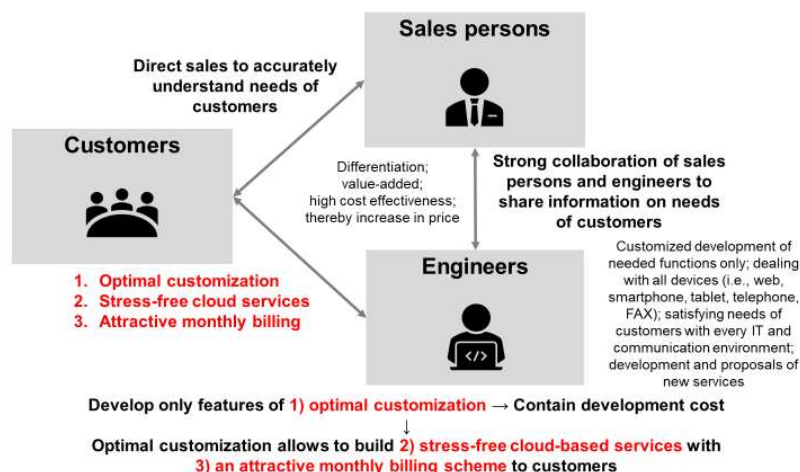 Sales persons
Direct sales to accurately
understand needs of
customers
Customers
Differentiation;
value-added;
high cost effectiveness;
thereby increase in price
Strong collaboration of sales
persons and engineers to
share information on needs
of customers
1. Optimal customization
2. Stress-free cloud services
3. Attractive monthly billing
Engineers
</>
Customized development of
needed functions only; dealing
with all devices (i.e., web,
smartphone, tablet, telephone,
FAX); satisfying needs of
customers with every IT and
communication environment;
development and proposals of
new services
Develop only features of 1) optimal customization → Contain development cost
↓
Optimal customization allows to build 2) stress-free cloud-based services with
3) an attractive monthly billing scheme to customers